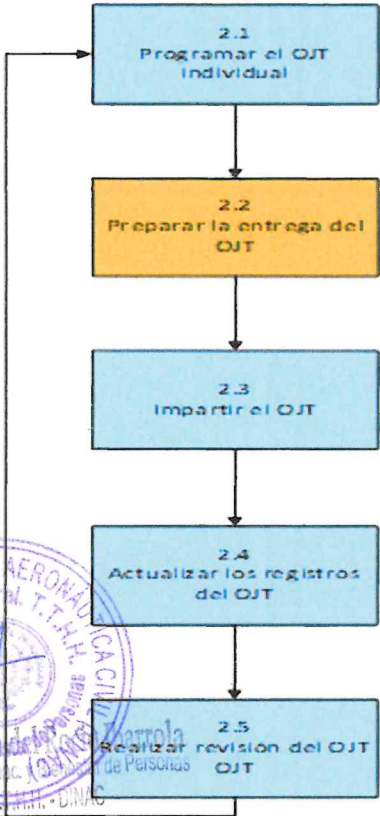 2.1
Programar el OJT
individual
2.2
Preparar la entrega del
OJT
2.3
Impartir el OJT
2.4
Actualizar los registros
del OJT
2.5
Realizar revisión del OJT
OJT
AERONÁUTICA CIVIL
T.T.H.H.
Ibarrola
de Personas
DINAC